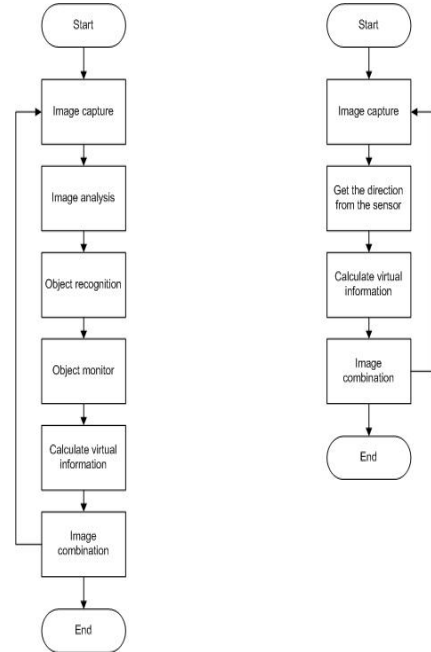 Start
Image capture
Image analysis
Object recognition
Object monitor
Calculate virtual
information
Image
combination
End
Start
Image capture
Get the direction
from the sensor
Calculate virtual
information
Image
combination
End